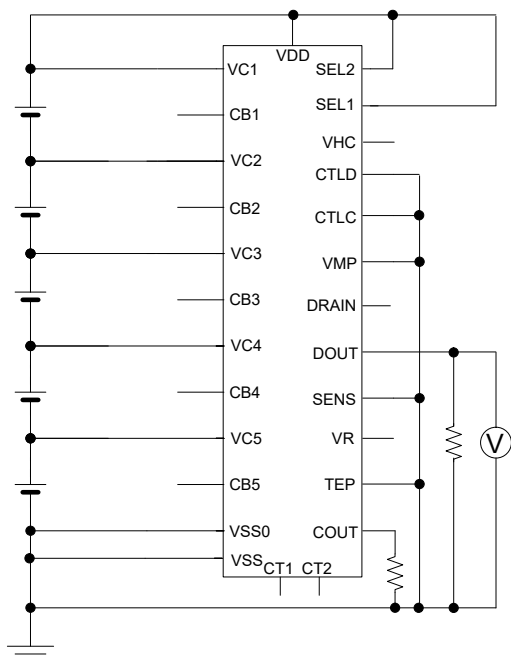 VDD
VC1
SEL2
CB1
SEL1
VHC
VC2
CTLD
CB2
CTLC
VC3
VMP
CB3
DRAIN
VC4
DOUT
CB4
SENS
VC5
VR
CB5
TEP
VSS0
COUT
VSS
CT1
CT2
V